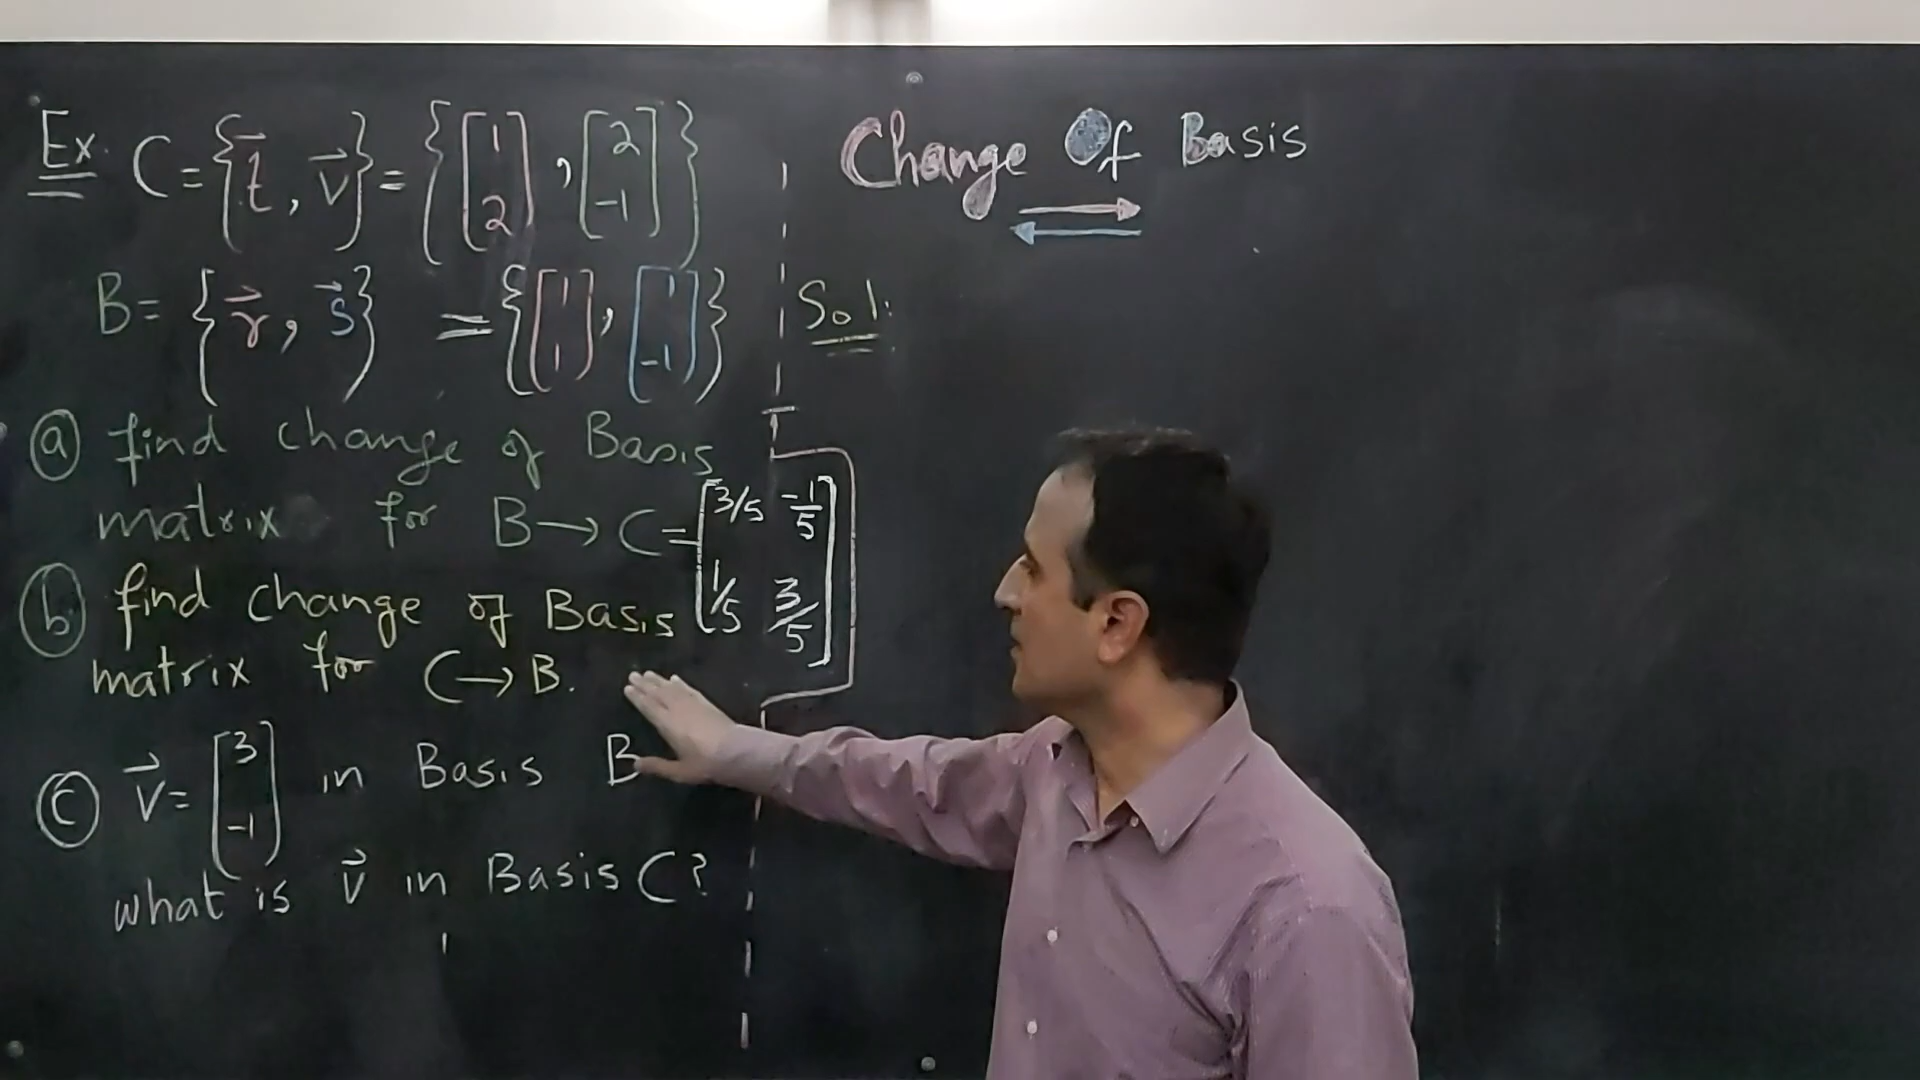 Ex. C = {t⃗, v⃗} = {[1 2], [2 -1]}
B = {r⃗, s⃗} = {[1 1], [1 -1]}
ⓐ find change of Basis
matrix for B → C = [3/5 -1/5
1/5 3/5]
ⓑ find change of Basis
matrix for C → B.
ⓒ v⃗ = [3 -1] in Basis B
what is v⃗ in Basis C?
Change Of Basis
Sol: